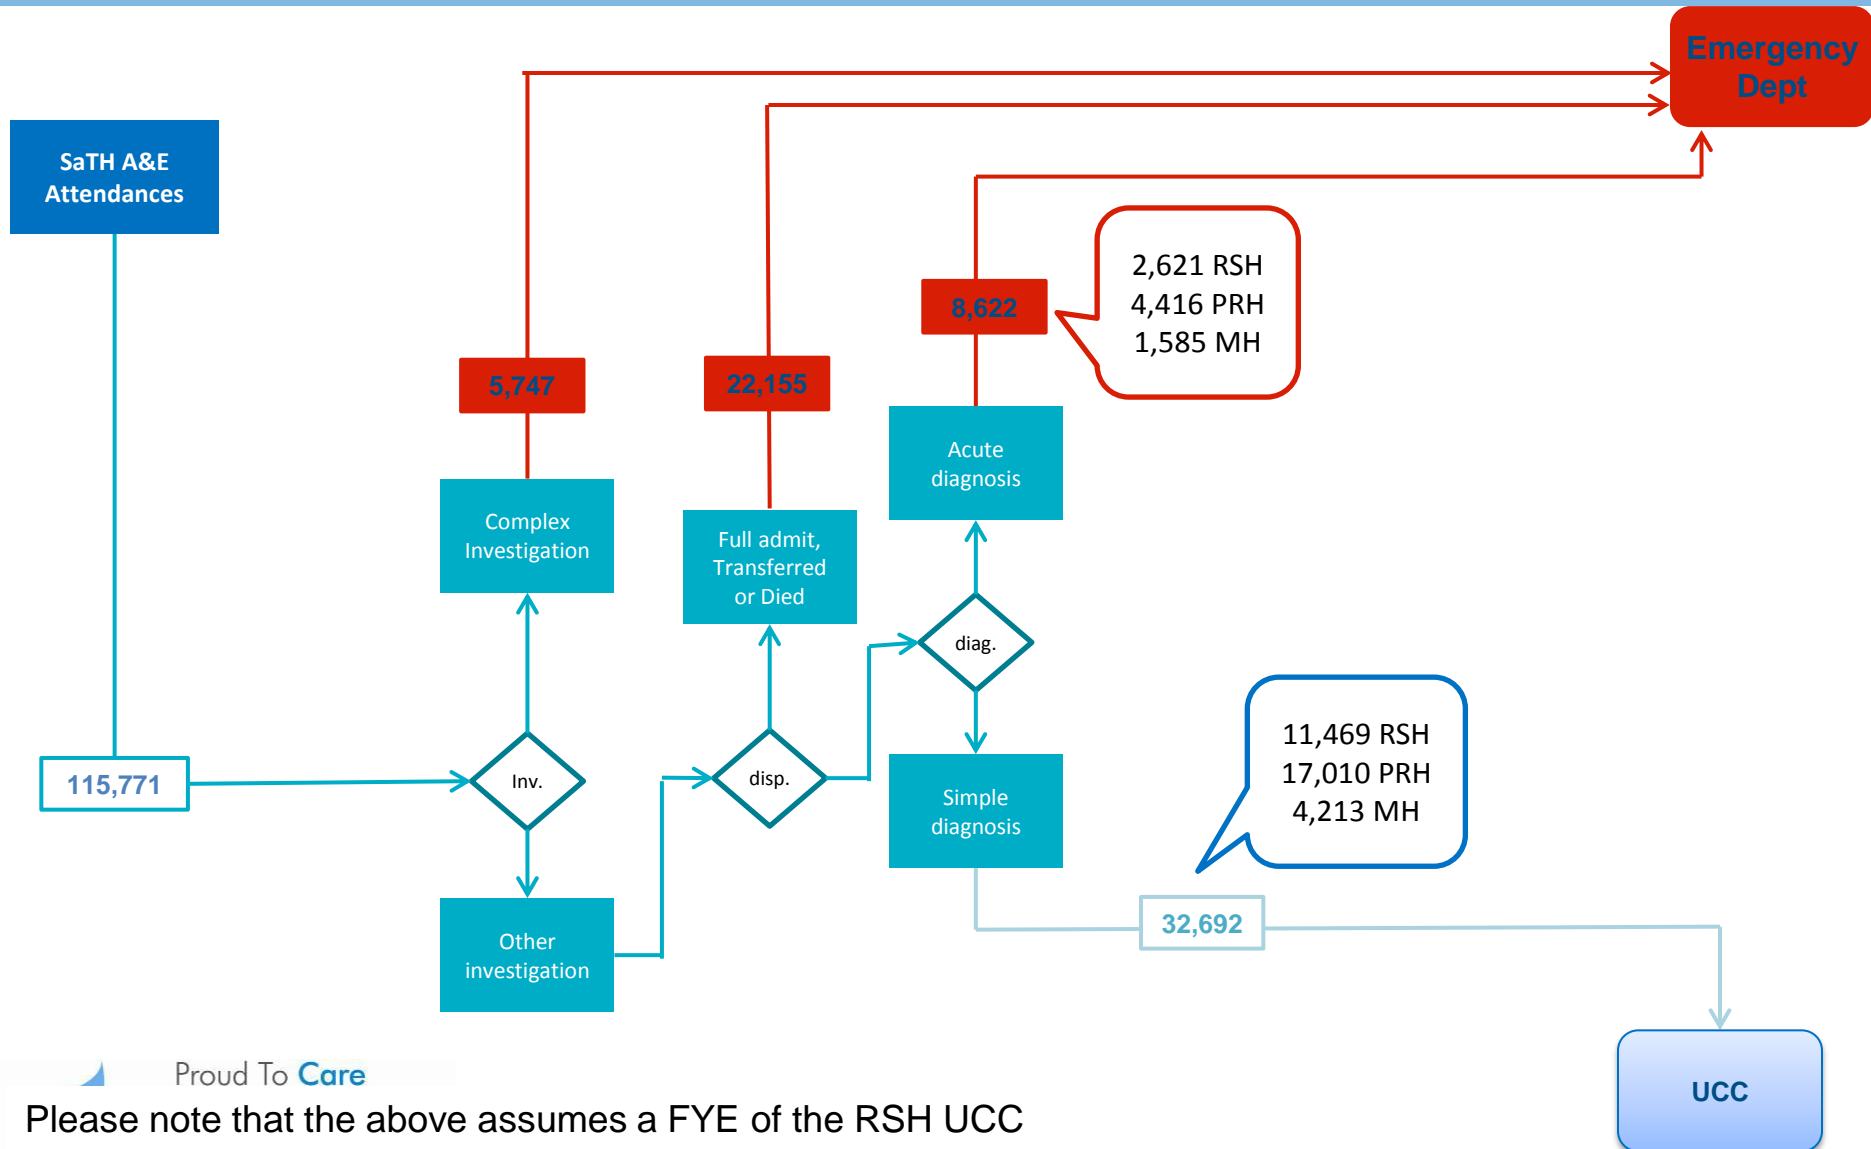 Emergency
Dept
SaTH A&E
Attendances
2,621 RSH
4,416 PRH
1,585 MH
8,622
5,747
22,155
Acute
diagnosis
Complex
Investigation
Full admit,
Transferred
or Died
diag.
115,771
Inv.
disp.
Simple
diagnosis
11,469 RSH
17,010 PRH
4,213 MH
32,692
Other
investigation
UCC
Proud To Care
Please note that the above assumes a FYE of the RSH UCC